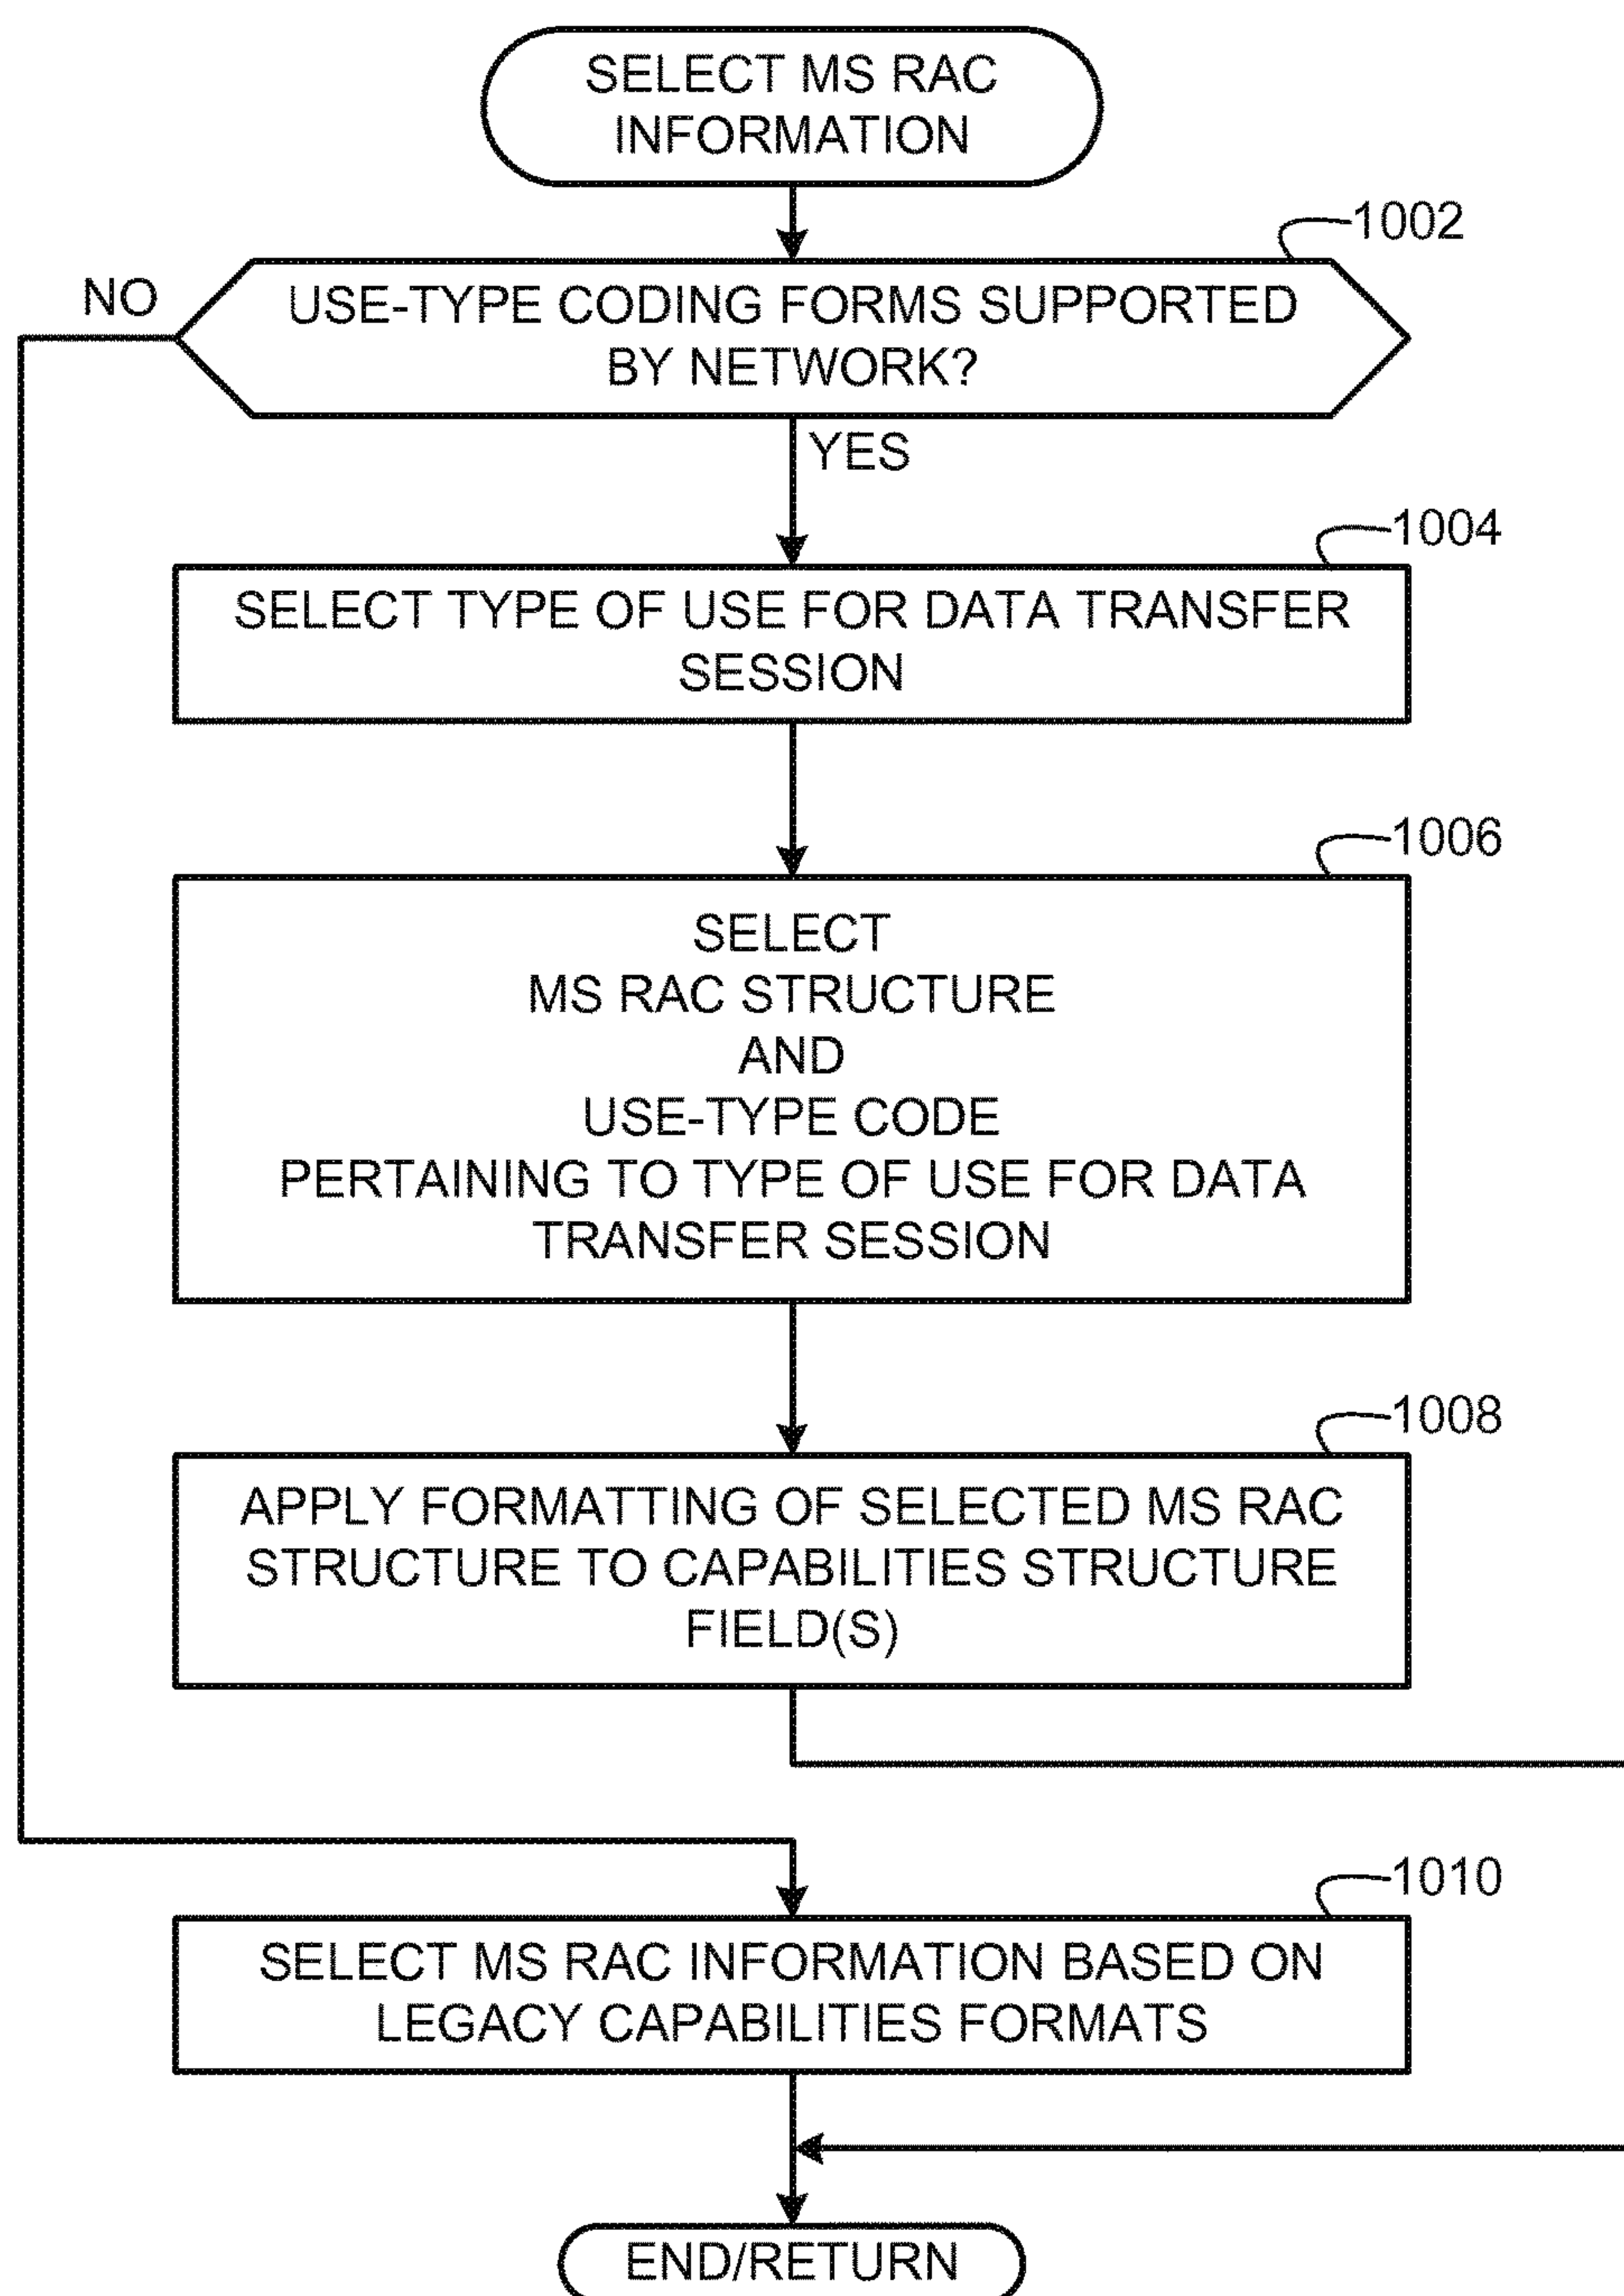 SELECT MS RAC
INFORMATION
1002
NO
USE-TYPE CODING FORMS SUPPORTED
BY NETWORK?
YES
1004
SELECT TYPE OF USE FOR DATA TRANSFER
SESSION
1006
SELECT
MS RAC STRUCTURE
AND
USE-TYPE CODE
PERTAINING TO TYPE OF USE FOR DATA
TRANSFER SESSION
1008
APPLY FORMATTING OF SELECTED MS RAC
STRUCTURE TO CAPABILITIES STRUCTURE
FIELD(S)
1010
SELECT MS RAC INFORMATION BASED ON
LEGACY CAPABILITIES FORMATS
END/RETURN